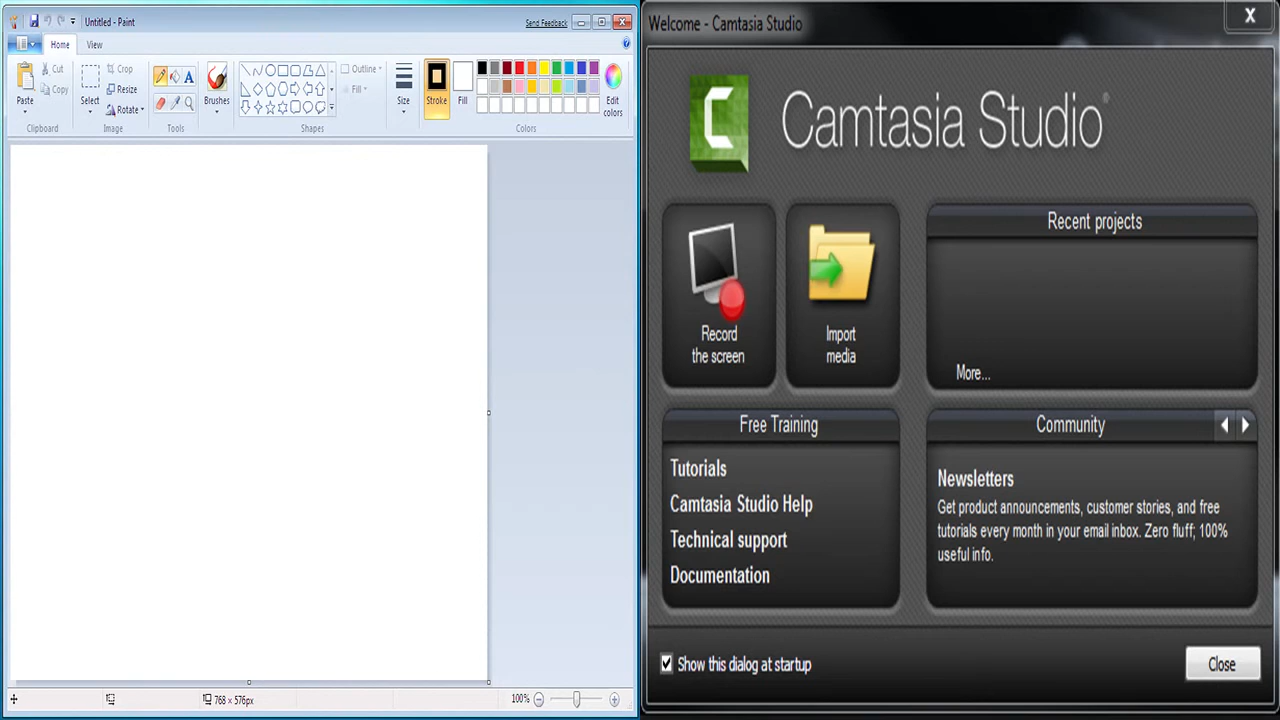 Untitled - Paint
Send Feedback
Home
View
Paste
Cut
Copy
Clipboard
Select
Crop
Resize
Rotate
Image
Tools
Brushes
Shapes
Outline
Fill
Size
Stroke
Fill
Edit
colors
Colors
768 × 576px
100%
Welcome - Camtasia Studio
Camtasia Studio®
Record
the screen
Import
media
Recent projects
More...
Free Training
Tutorials
Camtasia Studio Help
Technical support
Documentation
Community
Newsletters
Get product announcements, customer stories, and free
tutorials every month in your email inbox. Zero fluff; 100%
useful info.
Show this dialog at startup
Close